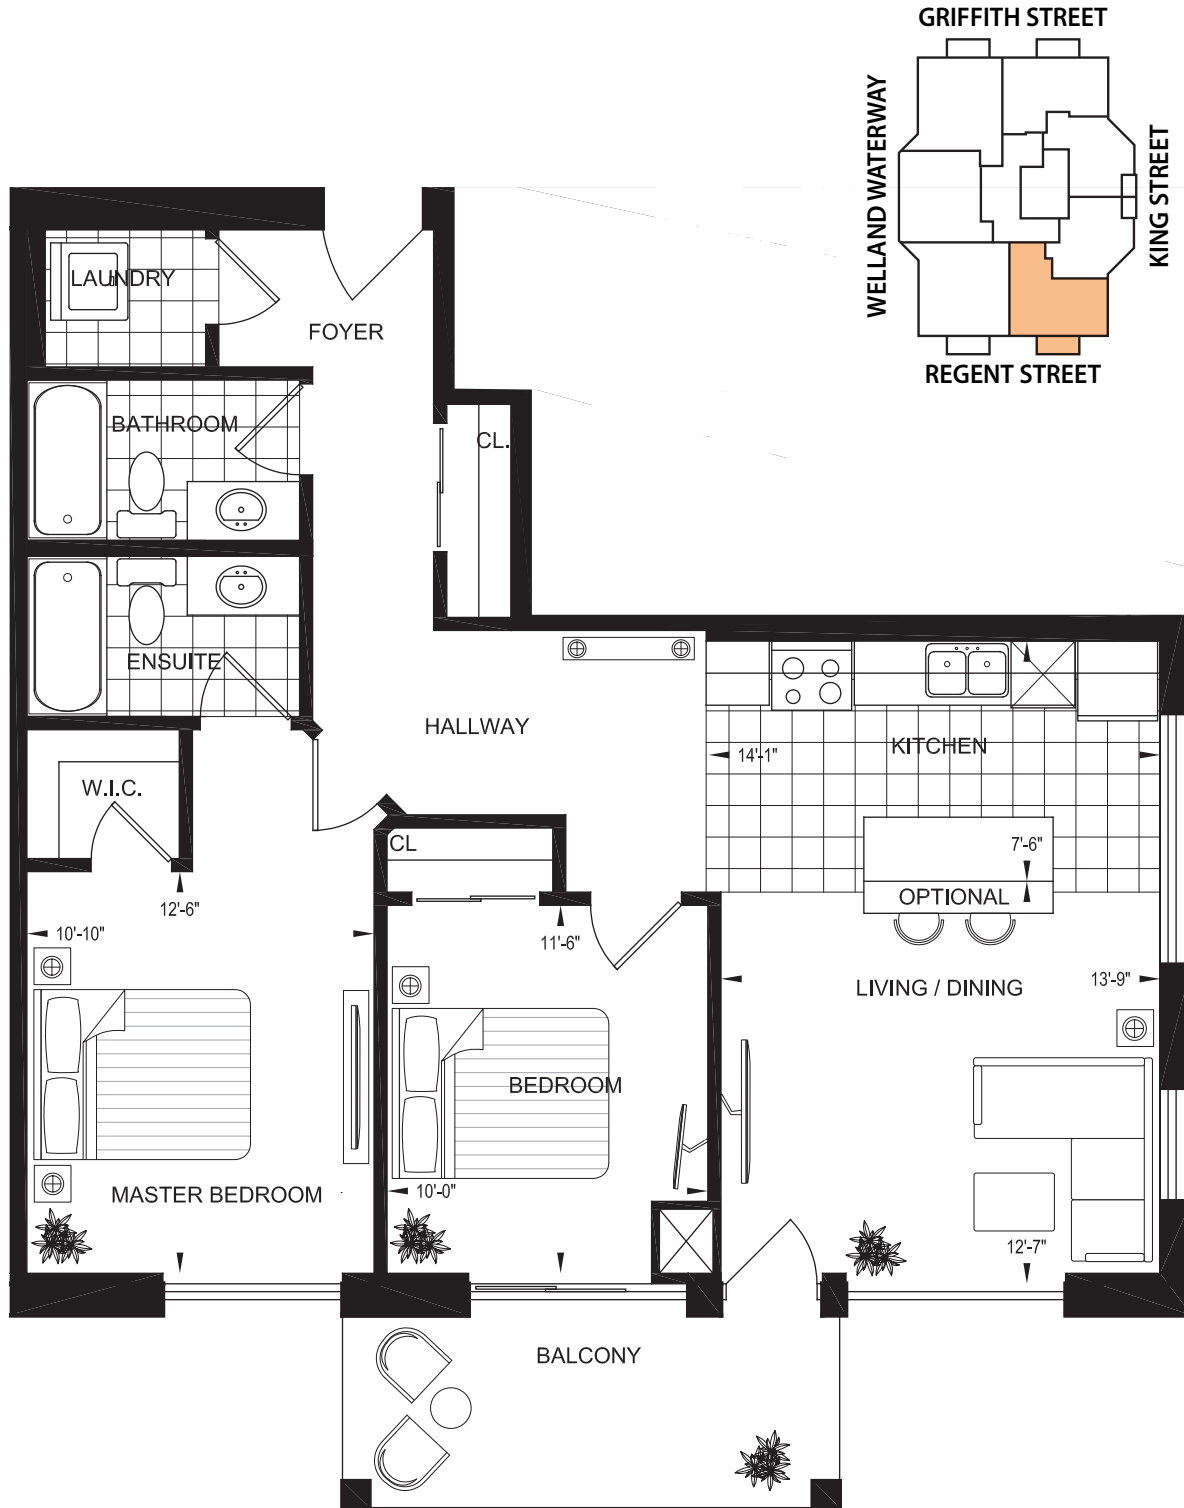 GRIFFITH STREET
WELLAND WATERWAY
KING STREET
REGENT STREET
LAUNDRY
FOYER
BATHROOM
CL.
ENSUITE
HALLWAY
KITCHEN
14'-1"
W.I.C.
CL
7'-6"
OPTIONAL
12'-6"
10'-10"
11'-6"
LIVING / DINING
13'-9"
BEDROOM
MASTER BEDROOM
10'-0"
12'-7"
BALCONY